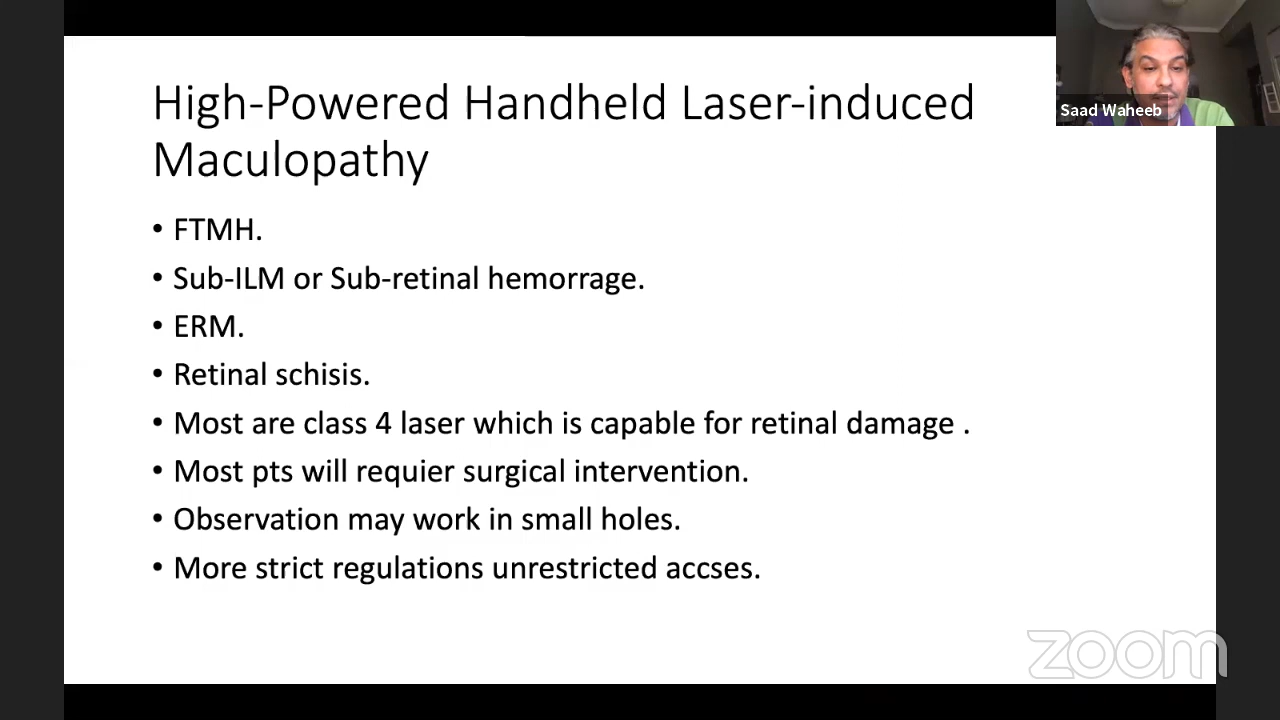 High-Powered Handheld Laser-induced
Maculopathy
Saad Waheeb
• FTMH.
• Sub-ILM or Sub-retinal hemorrage.
• ERM.
• Retinal schisis.
• Most are class 4 laser which is capable for retinal damage .
• Most pts will requier surgical intervention.
• Observation may work in small holes.
• More strict regulations unrestricted accses.
zoom